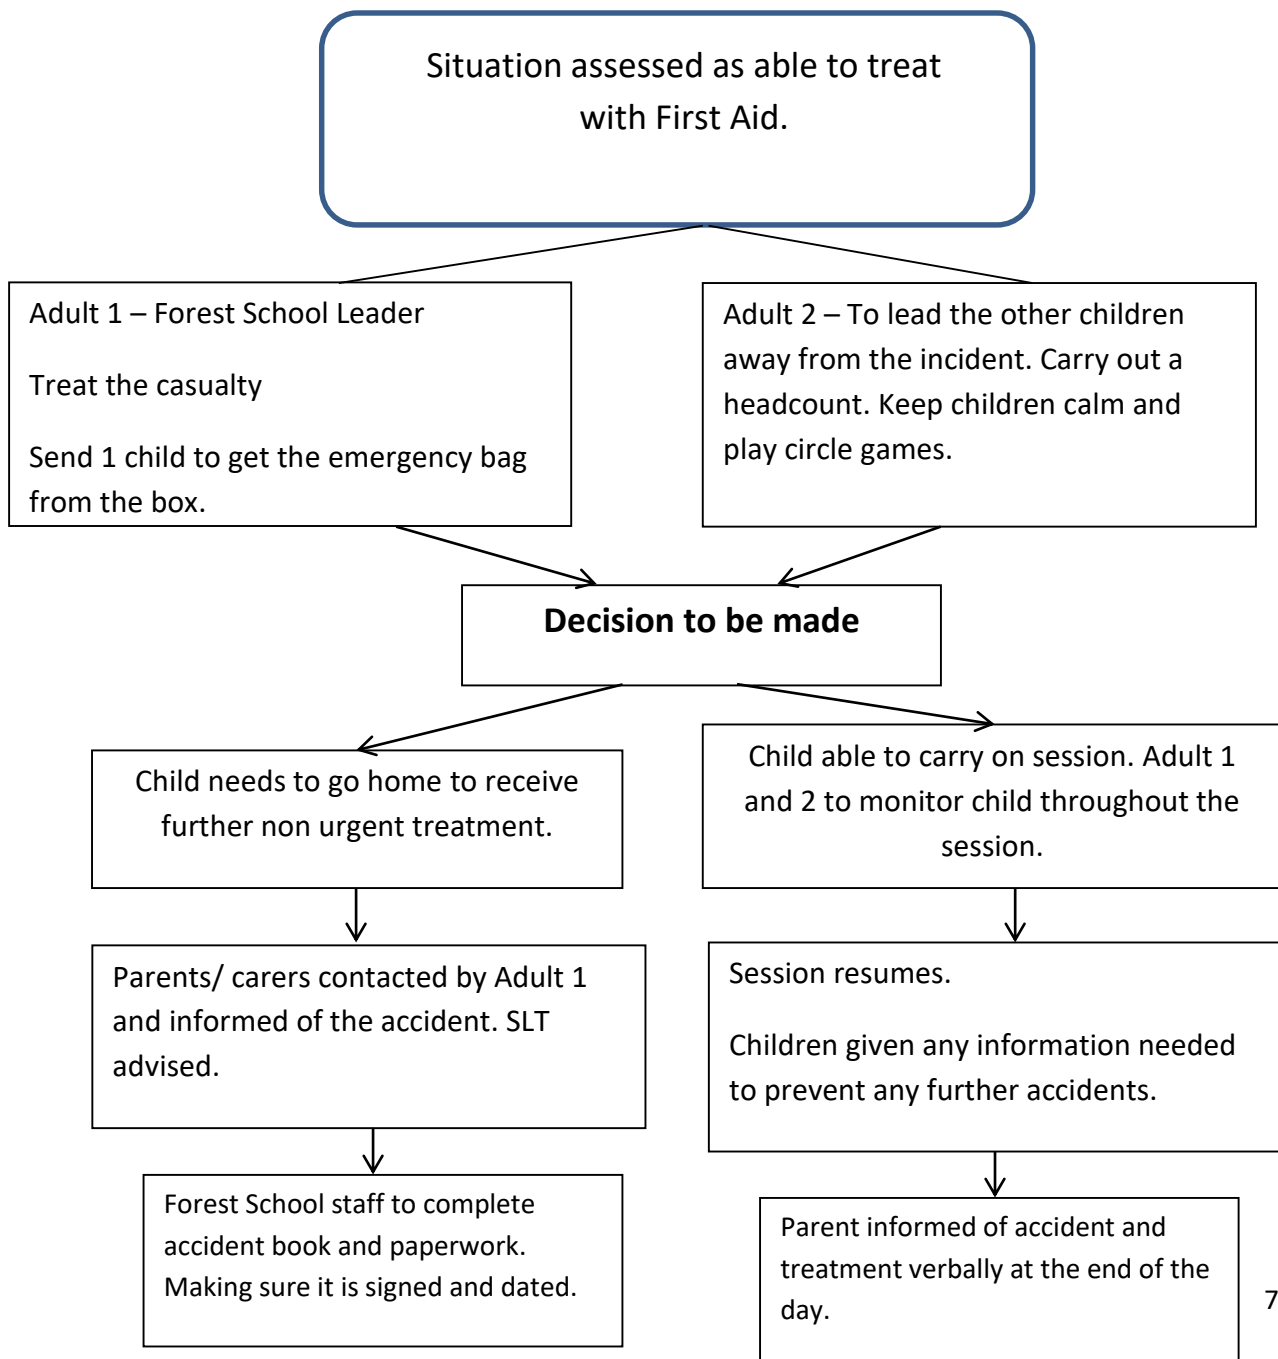 Situation assessed as able to treat
with First Aid.
Adult 1 – Forest School Leader
Treat the casualty
Send 1 child to get the emergency bag
from the box.
Adult 2 – To lead the other children
away from the incident. Carry out a
headcount. Keep children calm and
play circle games.
Decision to be made
Child needs to go home to receive
further non urgent treatment.
Child able to carry on session. Adult 1
and 2 to monitor child throughout the
session.
Parents/ carers contacted by Adult 1
and informed of the accident. SLT
advised.
Session resumes.
Children given any information needed
to prevent any further accidents.
Forest School staff to complete
accident book and paperwork.
Making sure it is signed and dated.
Parent informed of accident and
treatment verbally at the end of the
day.
7